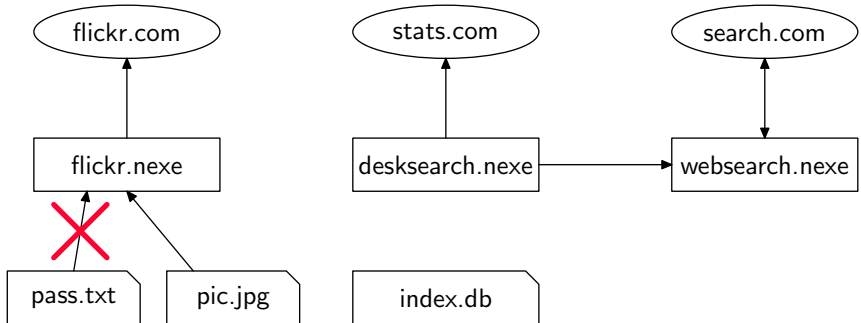 flickr.com
stats.com
search.com
flickr.nexe
desksearch.nexe
websearch.nexe
pass.txt
pic.jpg
index.db